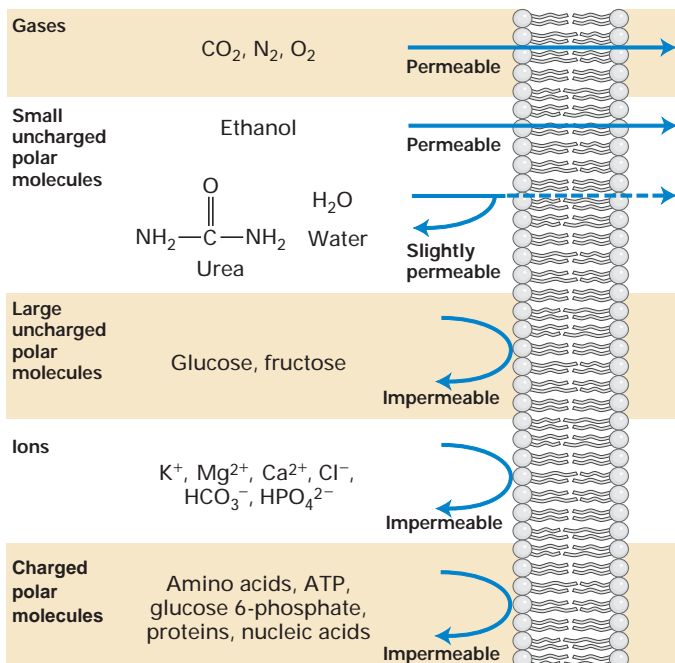 Gases
CO₂, N₂, O₂
Permeable
Small
uncharged
polar
molecules
Ethanol
Permeable
O
NH₂—C—NH₂
Urea
H₂O
Water
Slightly
permeable
Large
uncharged
polar
molecules
Glucose, fructose
Impermeable
Ions
K⁺, Mg²⁺, Ca²⁺, Cl⁻,
HCO₃⁻, HPO₄²⁻
Impermeable
Charged
polar
molecules
Amino acids, ATP,
glucose 6-phosphate,
proteins, nucleic acids
Impermeable